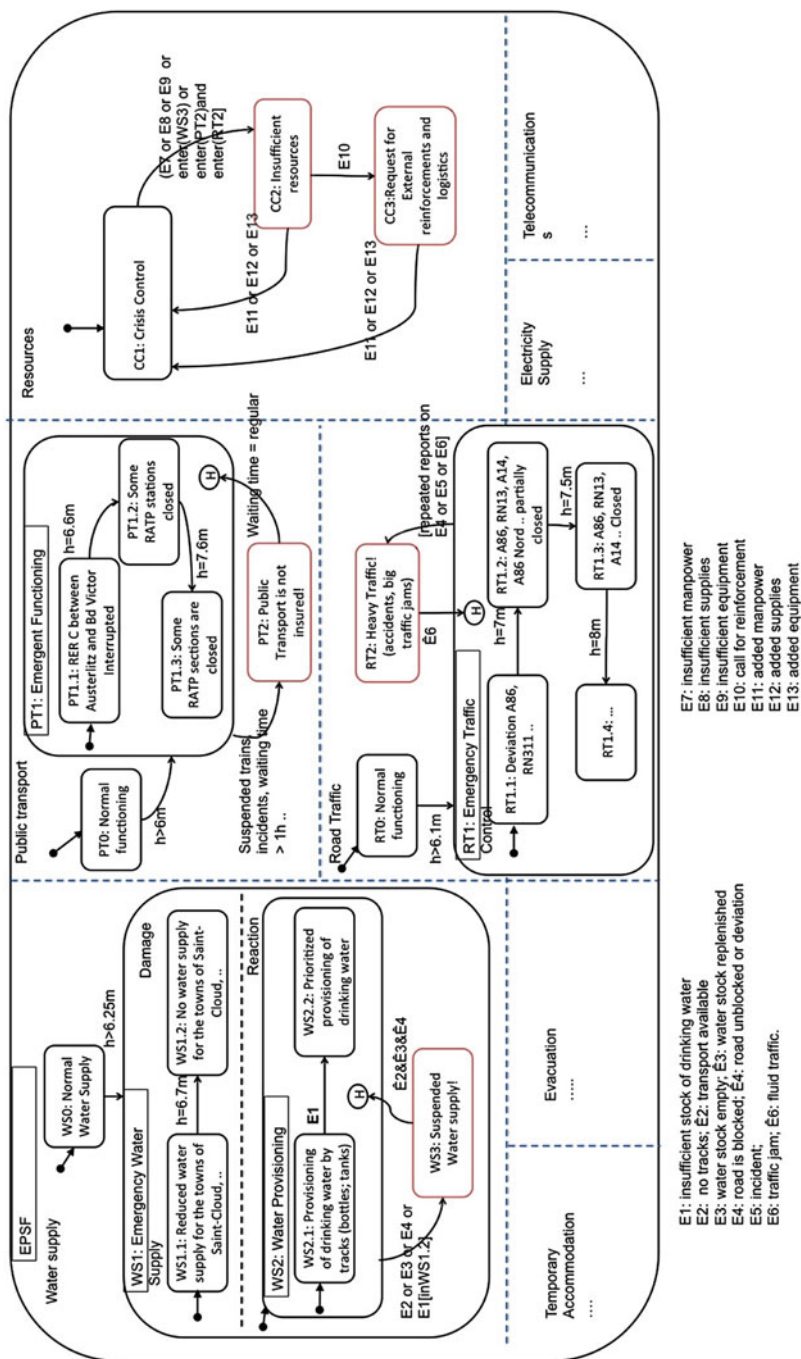 EPSF
Water supply
WS0: Normal
Water Supply
h>6.25m
WS1: Emergency Water
Supply
Damage
WS1.1: Reduced water
supply for the towns of
Saint-Cloud, ..
h=6.7m
WS1.2: No water supply
for the towns of Saint-
Cloud, ..
Reaction
WS2: Water Provisioning
WS2.1: Provisioning
of drinking water by
tracks (bottles; tanks)
E1
WS2.2: Prioritized
provisioning of
drinking water
E2 or E3 or E4 or
E1[inWS1.2]
WS3: Suspended
Water supply!
H
Ê2&Ê3&Ê4
Temporary
Accommodation
....
Evacuation
.....
Public transport
PT0: Normal
functioning
h>6m
PT1: Emergent Functioning
PT1.1: RER C between
Austerlitz and Bd Victor
Interrupted
h=6.6m
PT1.2: Some
RATP stations
closed
h=7.6m
PT1.3: Some
RATP sections are
closed
H
Suspended trains,
incidents, waiting time
> 1h ..
PT2: Public
Transport is not
insured!
Waiting time = regular
Road Traffic
RT0: Normal
functioning
h>6.1m
RT2: Heavy Traffic!
(accidents, big
traffic jams)
Ê6
[repeated reports on
E4 or E5 or E6]
H
RT1: Emergency Traffic
Control
RT1.1: Deviation A86,
RN311 ..
h=7m
RT1.2: A86, RN13, A14,
A86 Nord .. partially
closed
h=7.5m
RT1.3: A86, RN13,
A14 .. Closed
h=8m
RT1.4: ...
Resources
CC1: Crisis Control
(E7 or E8 or E9 or
enter(WS3) or
enter(PT2)and
enter(RT2]
CC2: Insufficient
resources
E11 or E12 or E13
E10
CC3:Request for
External
reinforcements and
logistics
E11 or E12 or E13
Electricity
Supply
...
Telecommunication
s
...
E1: insufficient stock of drinking water
E2:  no tracks; Ê2: transport available
E3: water stock empty; Ê3: water stock replenished
E4: road is blocked; Ê4: road unblocked or deviation
E5: incident;
E6: traffic jam; Ê6: fluid traffic.
E7: insufficient manpower
E8: insufficient supplies
E9: insufficient equipment
E10: call for reinforcement
E11: added manpower
E12: added supplies
E13: added equipment